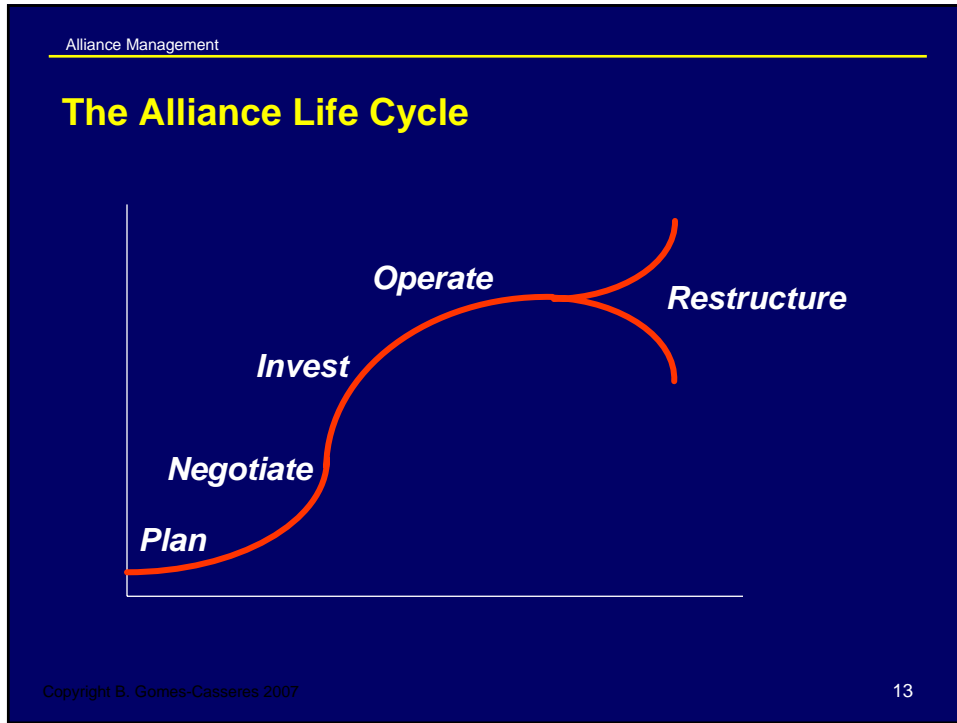 Alliance Management
The Alliance Life Cycle
Operate
Restructure
Invest
Negotiate
Plan
Copyright B. Gomes-Casseres 2007
13